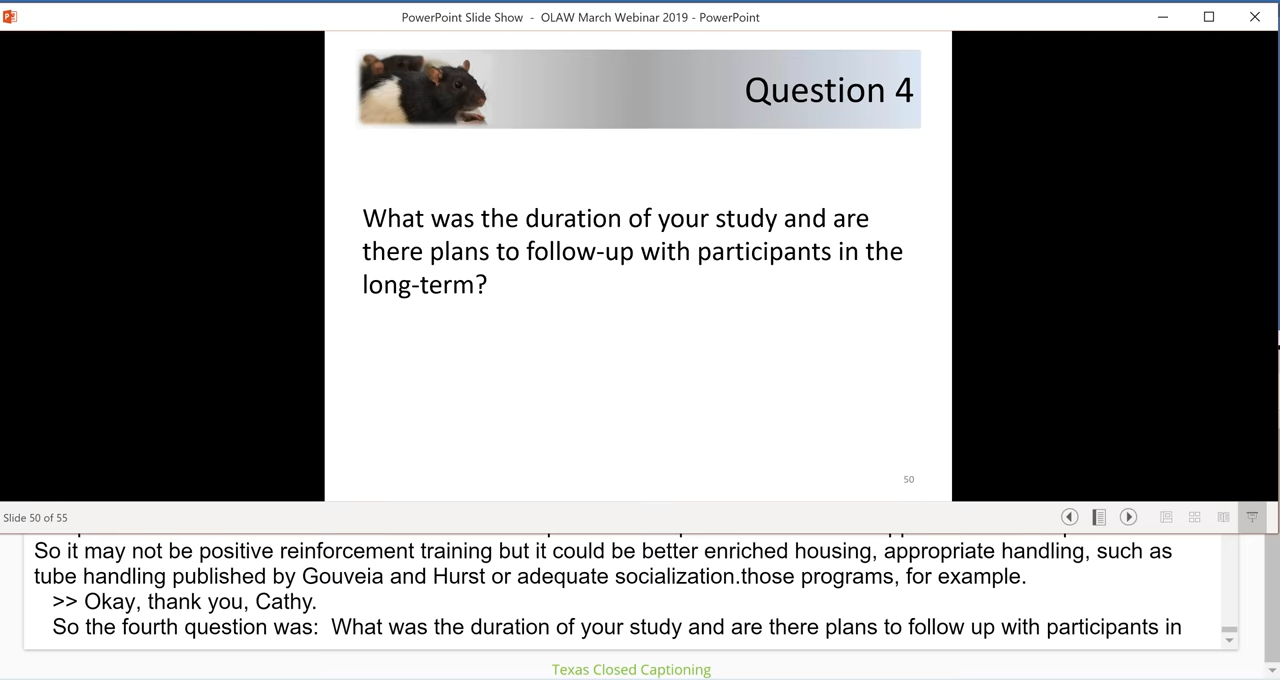 PowerPoint Slide Show - OLAW March Webinar 2019 - PowerPoint
Question 4
What was the duration of your study and are
there plans to follow-up with participants in the
long-term?
50
Slide 50 of 55
So it may not be positive reinforcement training but it could be better enriched housing, appropriate handling, such as
tube handling published by Gouveia and Hurst or adequate socialization.those programs, for example.
>> Okay, thank you, Cathy.
So the fourth question was: What was the duration of your study and are there plans to follow up with participants in
Texas Closed Captioning